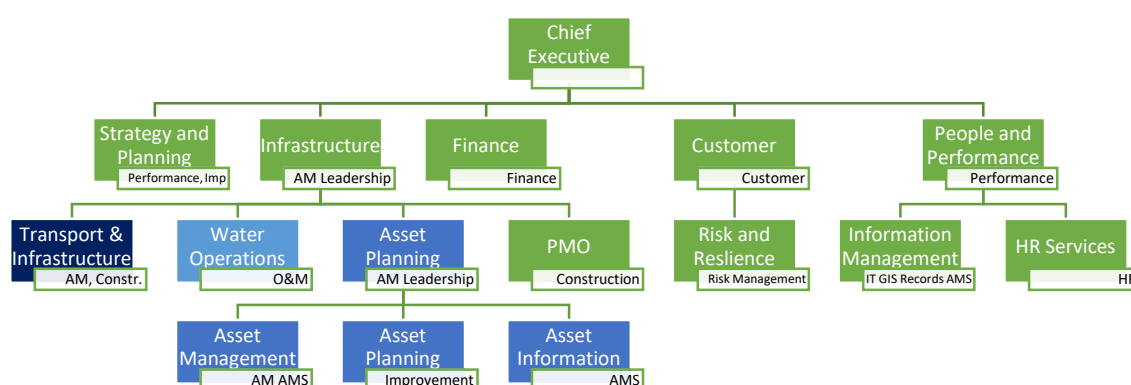 Chief
Executive
Strategy and
Planning
Performance, Imp
Infrastructure
AM Leadership
Finance
Finance
Customer
Customer
People and
Performance
Performance
Transport &
Infrastructure
AM, Constr.
Water
Operations
O&M
Asset
Planning
AM Leadership
PMO
Construction
Risk and
Reslience
Risk Management
Information
Management
IT GIS Records AMS
HR Services
HR
Asset
Management
AM AMS
Asset
Planning
Improvement
Asset
Information
AMS